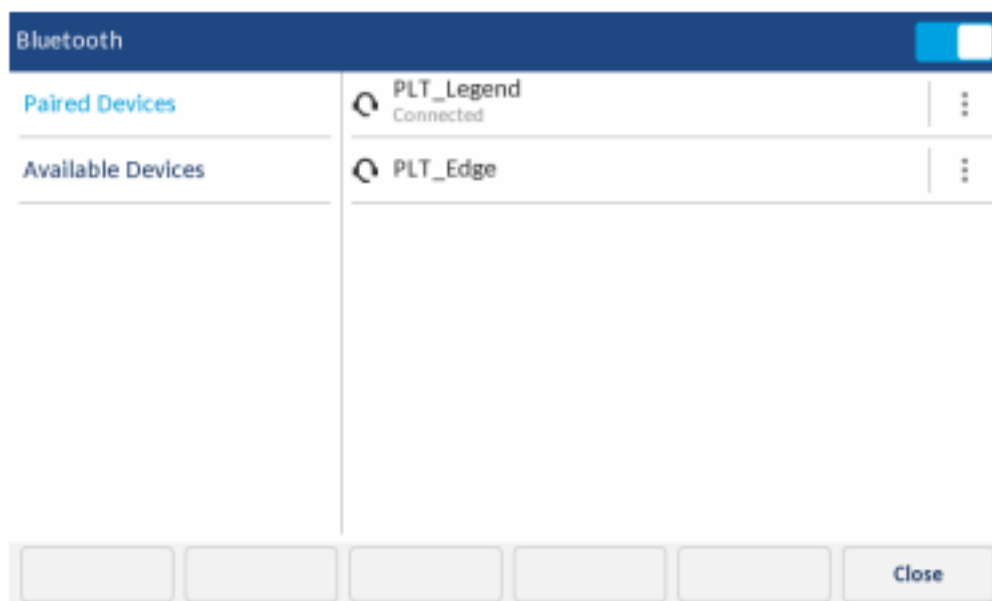 Bluetooth
Paired Devices
Available Devices
PLT_Legend
Connected
PLT_Edge
Close